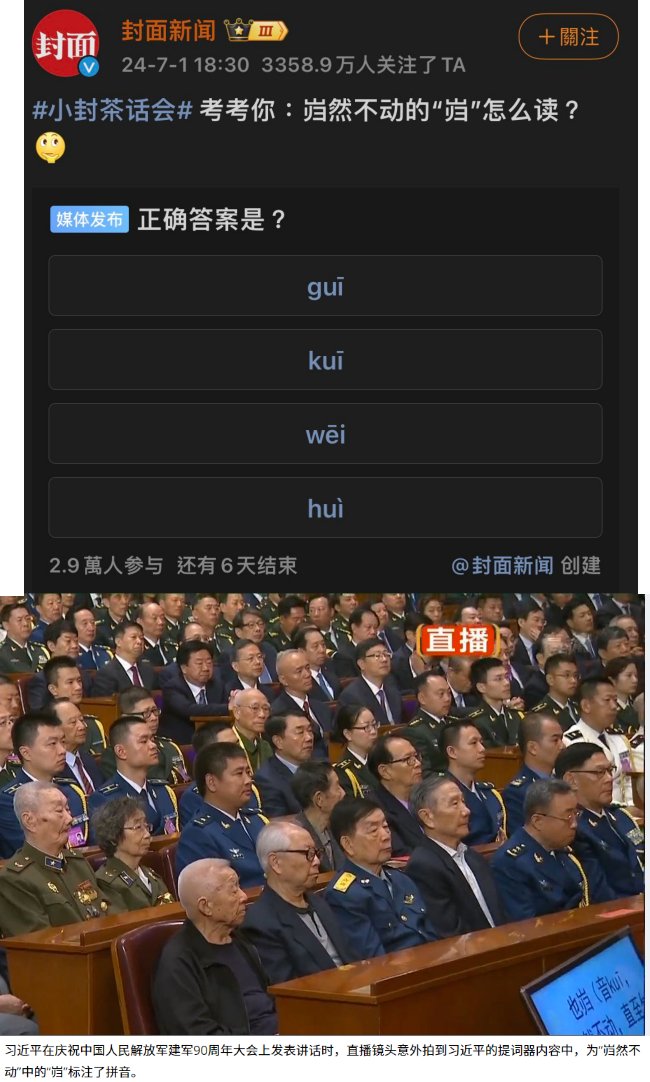 封面
封面新闻 III
+關注
24-7-1 18:30 3358.9万人关注了 TA
#小封茶话会# 考考你：岿然不动的“岿”怎么读？
媒体发布 正确答案是？
guī
kuī
wēi
huì
2.9萬人参与 还有 6 天结束
@封面新闻 创建
直播
也岿（音kuī，
然不动，直至
习近平在庆祝中国人民解放军建军90周年大会上发表讲话时，直播镜头意外拍到习近平的提词器内容中，为“岿然不
动”中的“岿”标注了拼音。